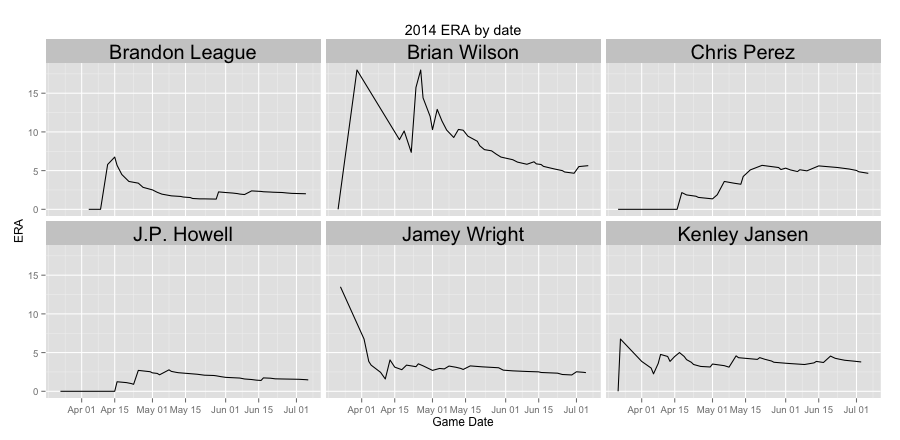 2014 ERA by date
Brandon League Brian Wilson Chris Perez
15
10
5
0
J.P. Howell Jamey Wright Kenley Jansen
15
10
5
0
ERA
Apr 01 Apr 15 May 01 May 15 Jun 01 Jun 15 Jul 01 Apr 01 Apr 15 May 01 May 15 Jun 01 Jun 15 Jul 01 Apr 01 Apr 15 May 01 May 15 Jun 01 Jun 15 Jul 01
Game Date